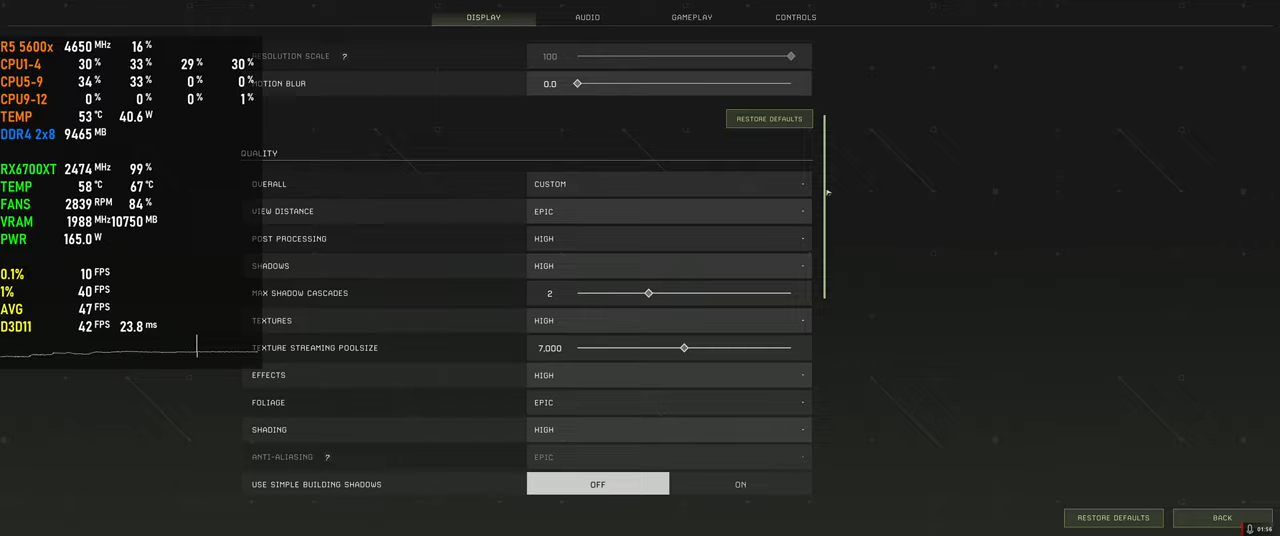 DISPLAY AUDIO GAMEPLAY CONTROLS
R5 5600x 4650 MHz 16 %
CPU1-4 30 % 33 % 29 % 30 %
CPU5-9 34 % 33 % 0 % 0 %
CPU9-12 0 % 0 % 0 % 1 %
TEMP 53 °C 40.6 W
DDR4 2x8 9465 MB
RX6700XT 2474 MHz 99 %
TEMP 58 °C 67 °C
FANS 2839 RPM 84 %
VRAM 1988 MHz 10750 MB
PWR 165.0 W
0.1% 10 FPS
1% 40 FPS
AVG 47 FPS
D3D11 42 FPS 23.8 ms
RESOLUTION SCALE ? 100
MOTION BLUR 0.0
RESTORE DEFAULTS
QUALITY
OVERALL CUSTOM
VIEW DISTANCE EPIC
POST PROCESSING HIGH
SHADOWS HIGH
MAX SHADOW CASCADES 2
TEXTURES HIGH
TEXTURE STREAMING POOLSIZE 7,000
EFFECTS HIGH
FOLIAGE EPIC
SHADING HIGH
ANTI-ALIASING ? EPIC
USE SIMPLE BUILDING SHADOWS OFF ON
RESTORE DEFAULTS BACK
01:56